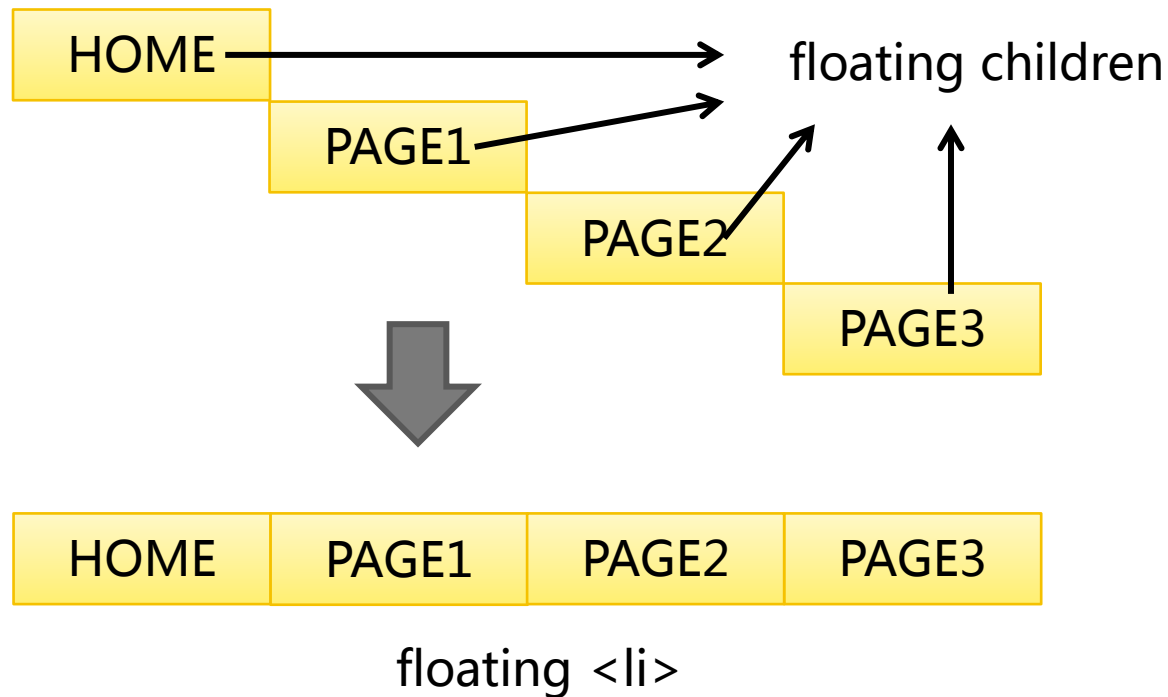 HOME
floating children
PAGE1
PAGE2
PAGE3
HOME PAGE1 PAGE2 PAGE3
floating <li>